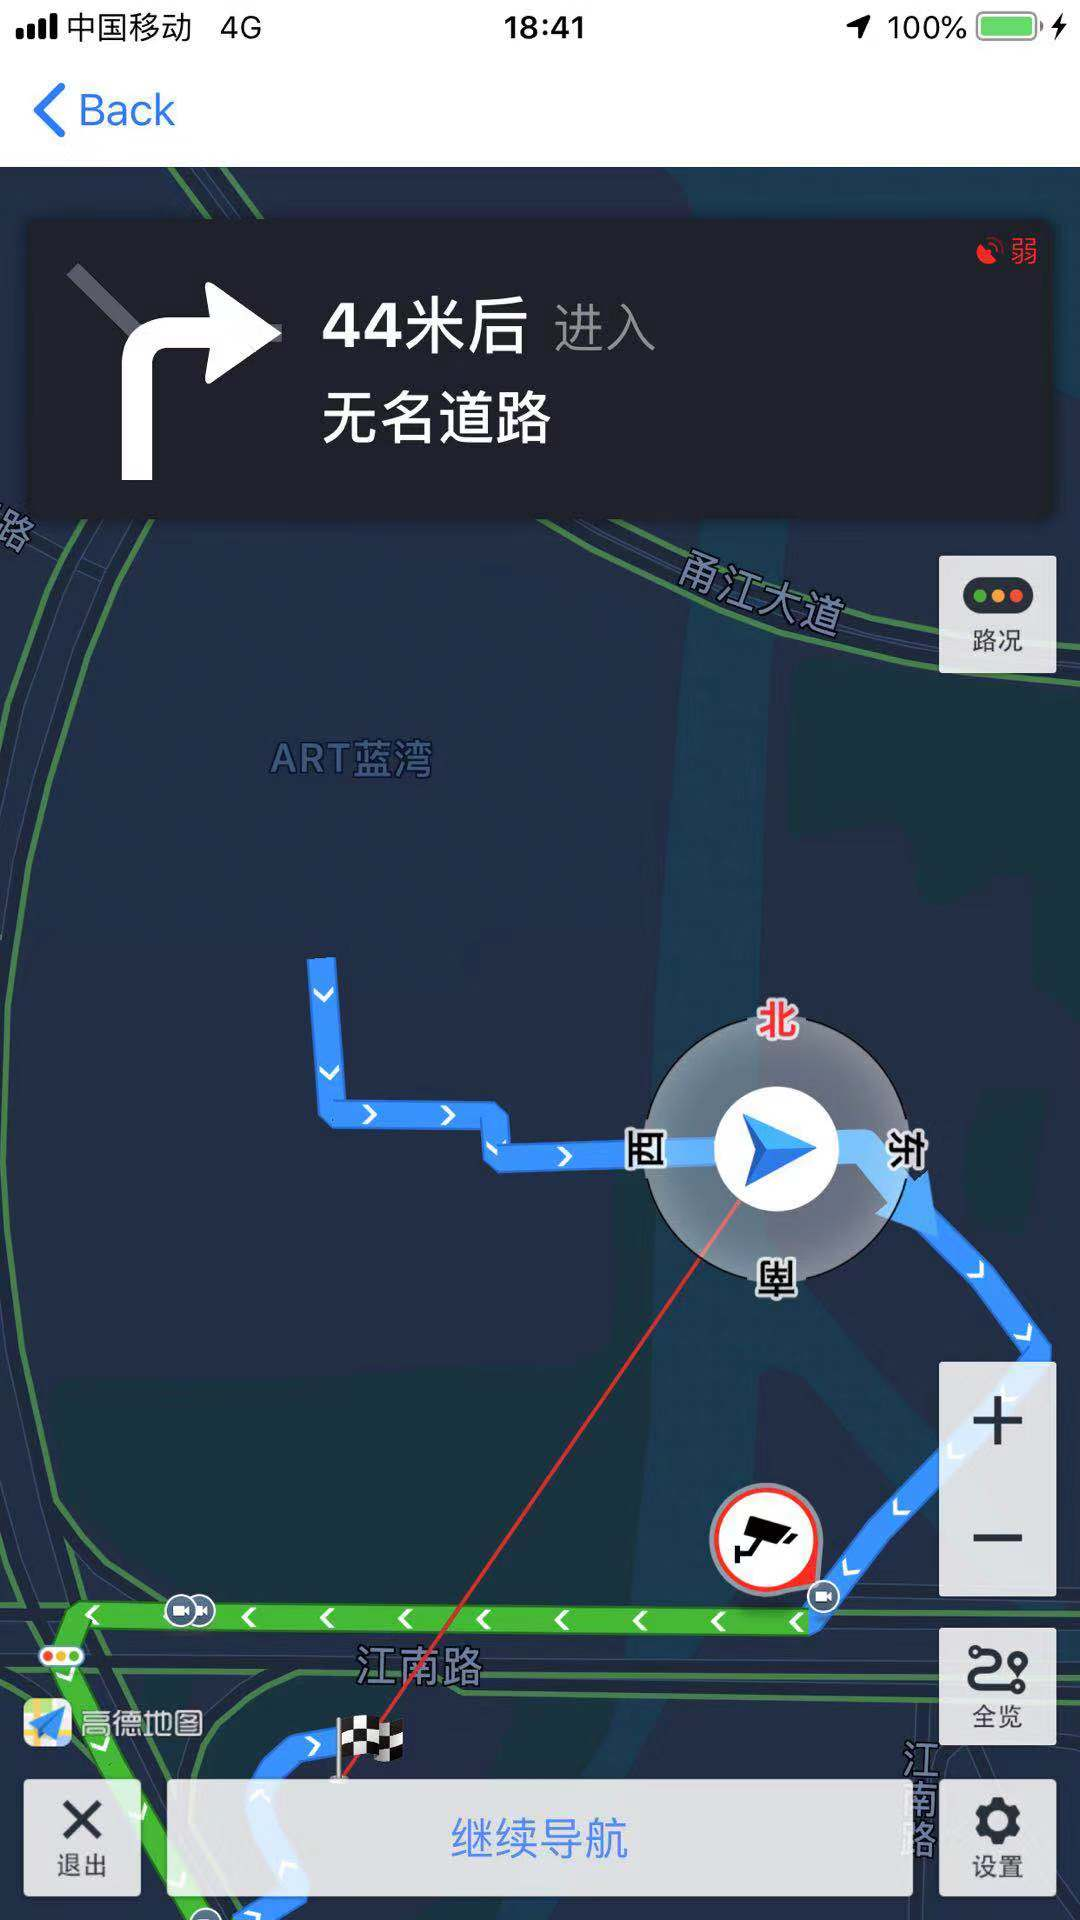 中国移动 4G 18:41 100%
Back
弱
44米后 进入
无名道路
路
甬江大道
路况
ART蓝湾
北
西
东
南
江南路
全览
高德地图
江南路
退出
继续导航
设置